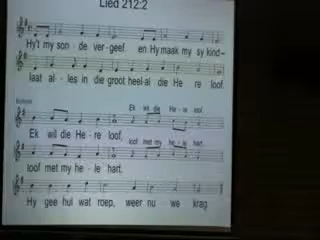 Lied 212:2
Hy't my son - de ver-geef en Hy maak my sy kind-
laat al-les in die groot heel-al die He re loof.
Ek wil die He-re loof.
Ek wil die He-re loof,
loof met my he-le hart.
loof met my he-le hart.
Hy gee hul wat roep, weer nu - we krag